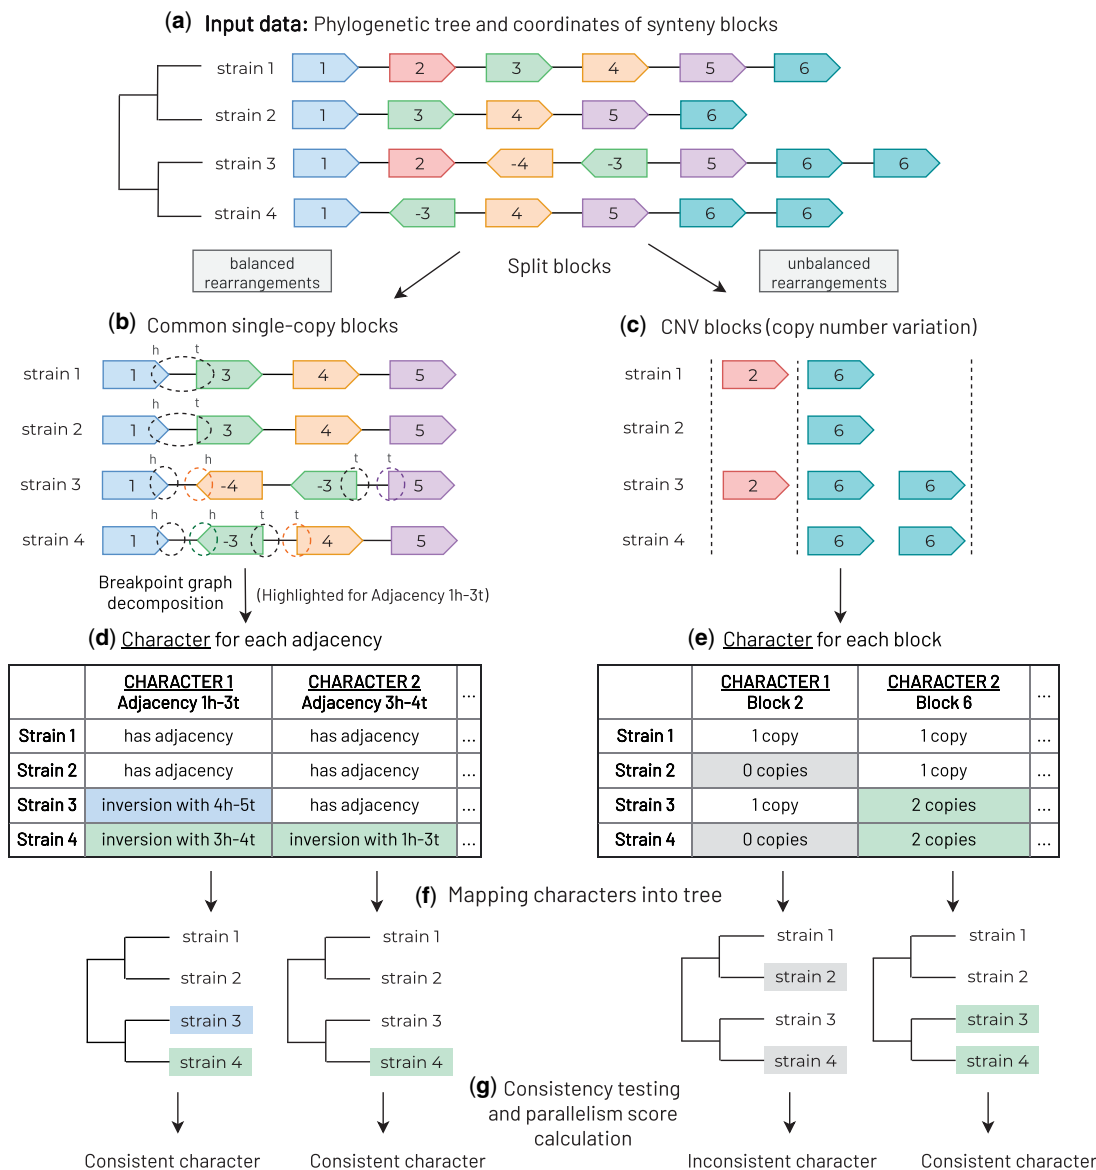 (a) Input data: Phylogenetic tree and coordinates of synteny blocks
strain 1 1 2 3 4 5 6
strain 2 1 3 4 5 6
strain 3 1 2 -4 -3 5 6 6
strain 4 1 -3 4 5 6 6
balanced rearrangements
Split blocks
unbalanced rearrangements
(b) Common single-copy blocks
h t
strain 1 1 3 4 5
h t
strain 2 1 3 4 5
h h t t
strain 3 1 -4 -3 5
h h t t
strain 4 1 -3 4 5
(c) CNV blocks (copy number variation)
strain 1 2 6
strain 2 6
strain 3 2 6 6
strain 4 6 6
Breakpoint graph
decomposition
(Highlighted for Adjacency 1h-3t)
(d) Character for each adjacency
CHARACTER 1 CHARACTER 2 ...
Adjacency 1h-3t Adjacency 3h-4t
Strain 1 has adjacency has adjacency ...
Strain 2 has adjacency has adjacency ...
Strain 3 inversion with 4h-5t has adjacency ...
Strain 4 inversion with 3h-4t inversion with 1h-3t ...
(e) Character for each block
CHARACTER 1 CHARACTER 2 ...
Block 2 Block 6
Strain 1 1 copy 1 copy ...
Strain 2 0 copies 1 copy ...
Strain 3 1 copy 2 copies ...
Strain 4 0 copies 2 copies ...
(f) Mapping characters into tree
strain 1 strain 1 strain 1 strain 1
strain 2 strain 2 strain 2 strain 2
strain 3 strain 3 strain 3 strain 3
strain 4 strain 4 strain 4 strain 4
(g) Consistency testing
and parallelism score
calculation
Consistent character Consistent character Inconsistent character Consistent character